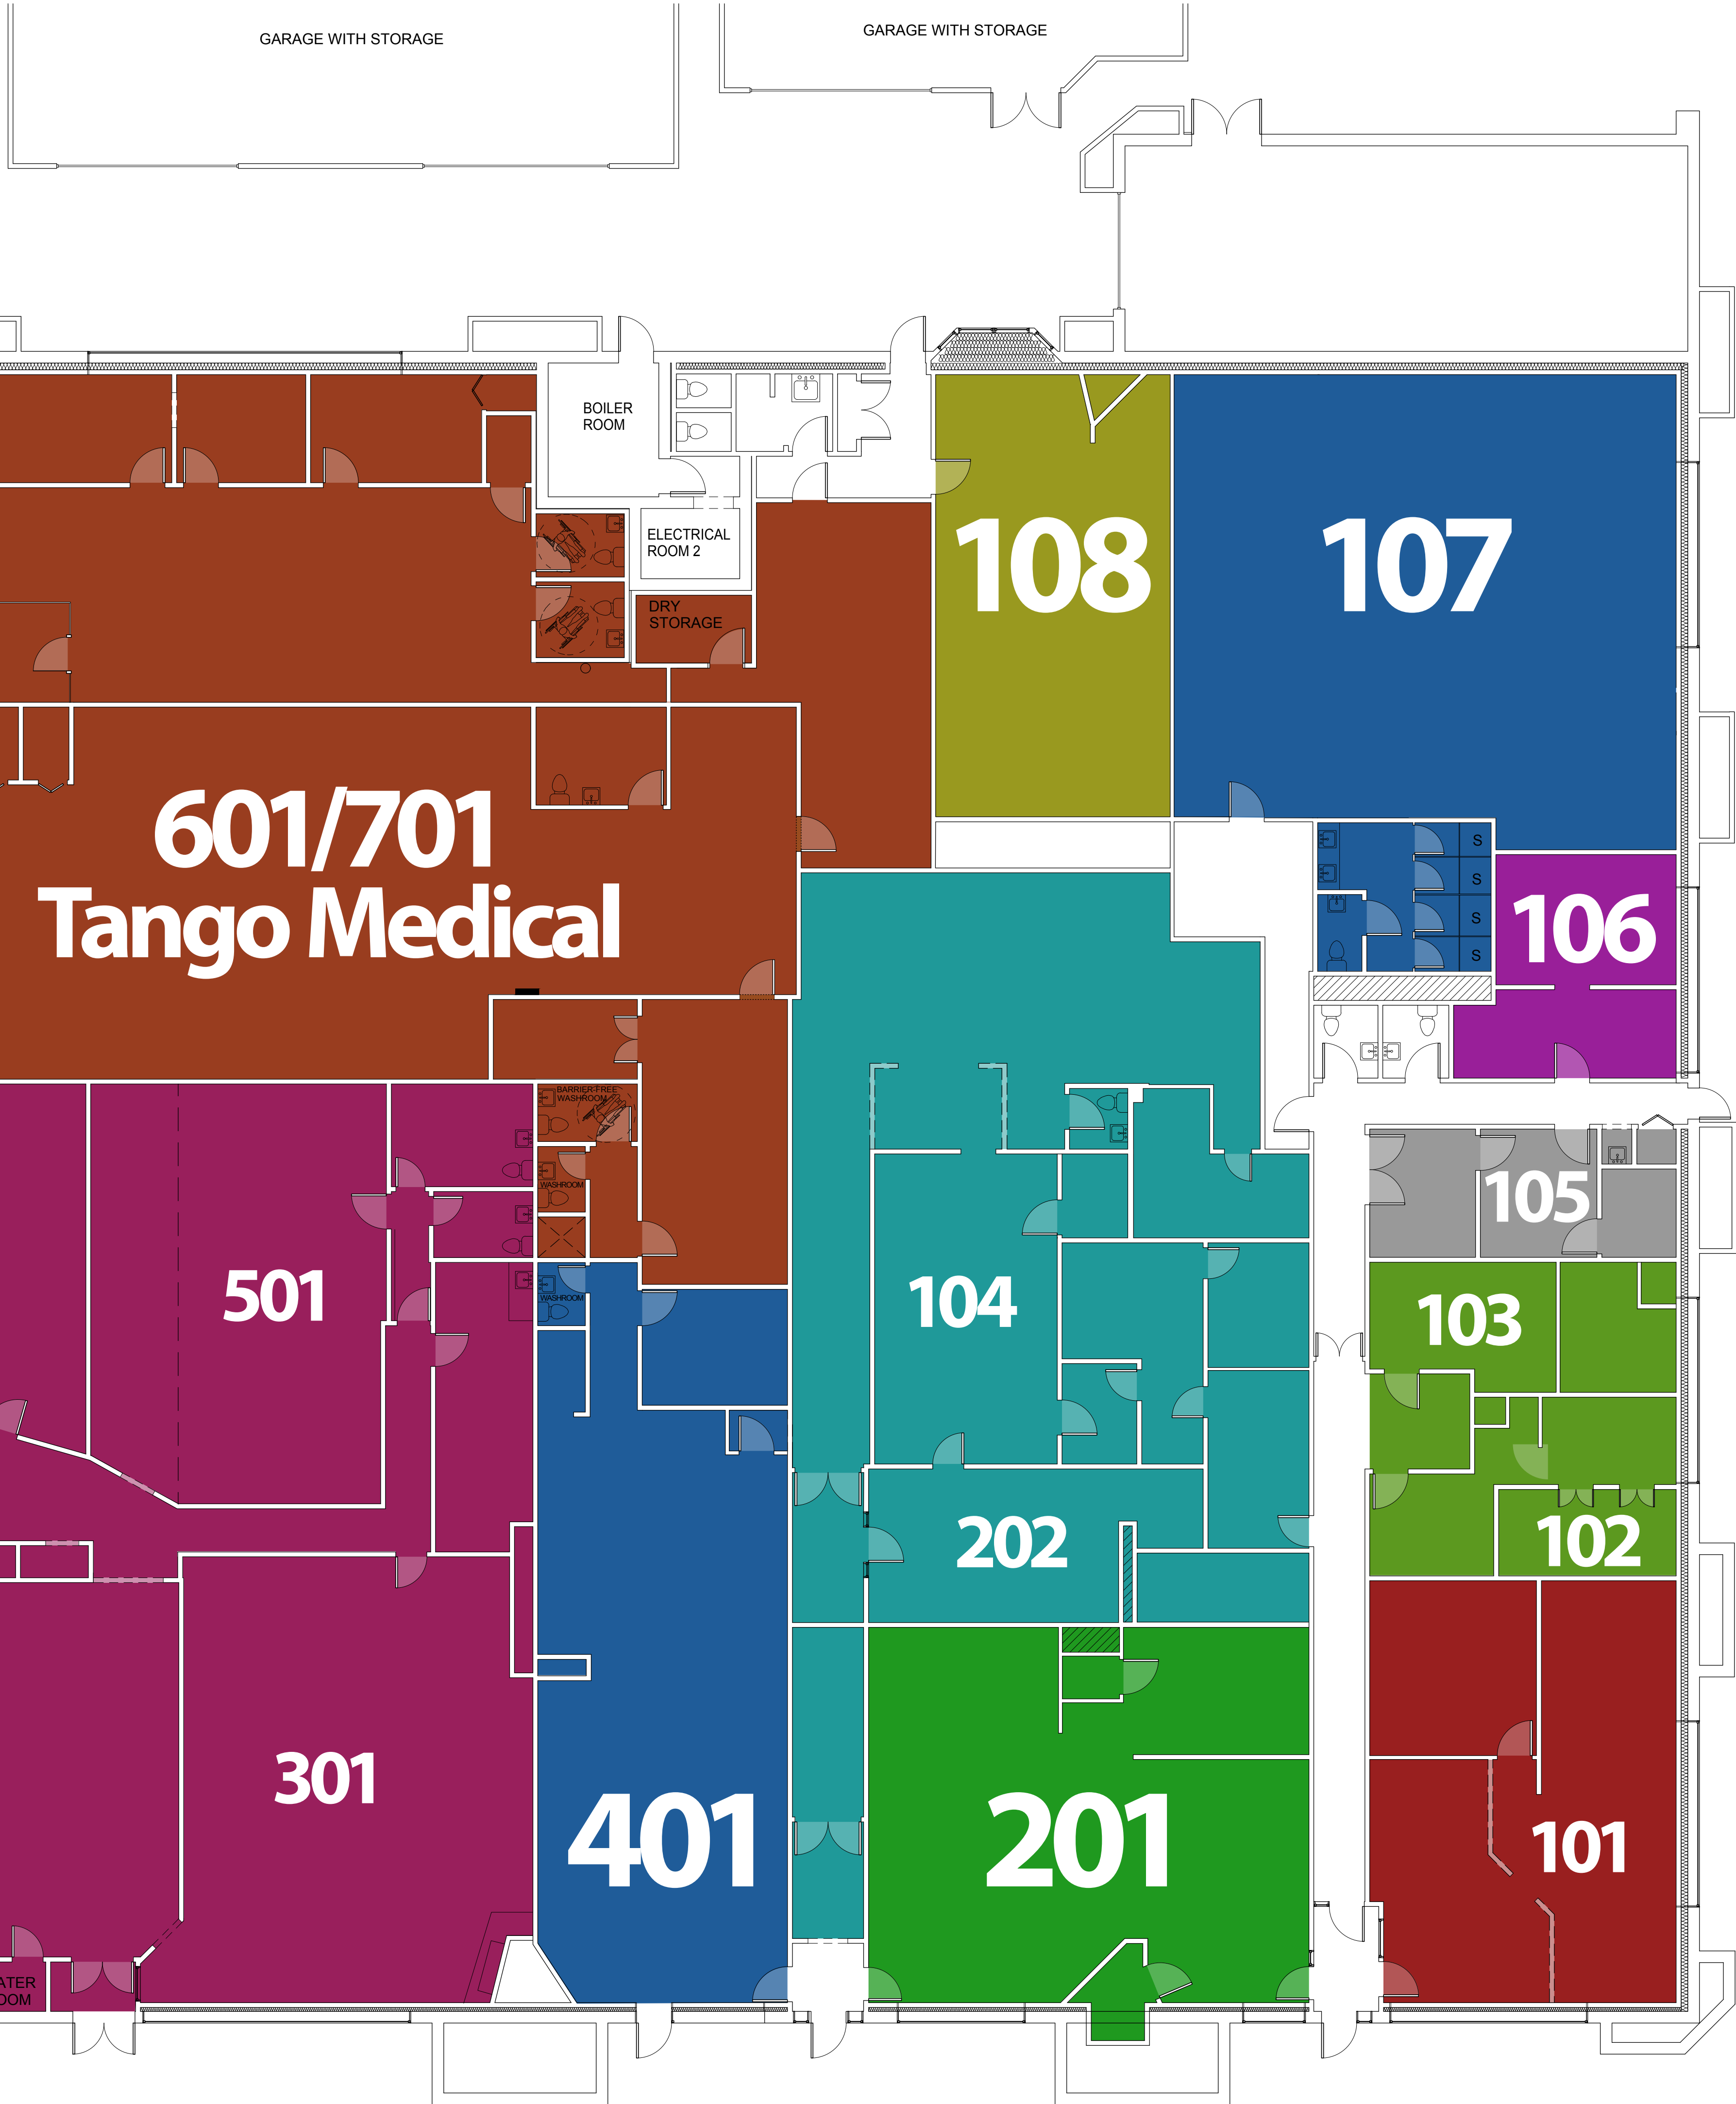 GARAGE WITH STORAGE
GARAGE WITH STORAGE
BOILER
ROOM
ELECTRICAL
ROOM 2
DRY
STORAGE
108
107
601/701
Tango Medical
S
S
S
S
106
BARRIER-FREE
WASHROOM
WASHROOM
WASHROOM
105
501
104
103
202
102
301
401
201
101
ATER
OOM